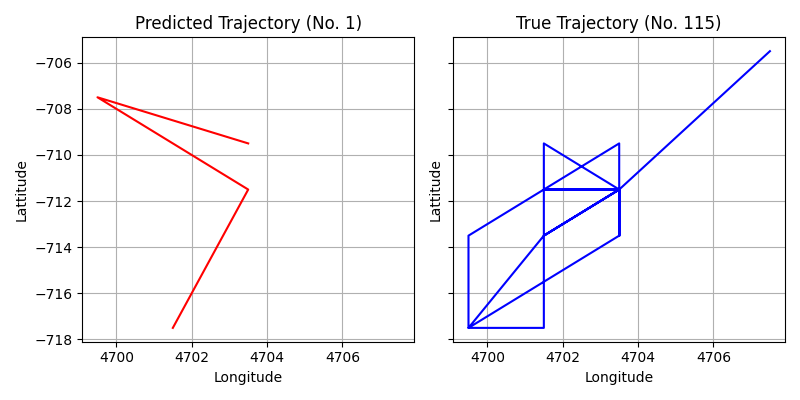 Predicted Trajectory (No. 1)
True Trajectory (No. 115)
Lattitude
−706
−708
−710
−712
−714
−716
−718
4700
4702
4704
4706
Longitude
Lattitude
4700
4702
4704
4706
Longitude